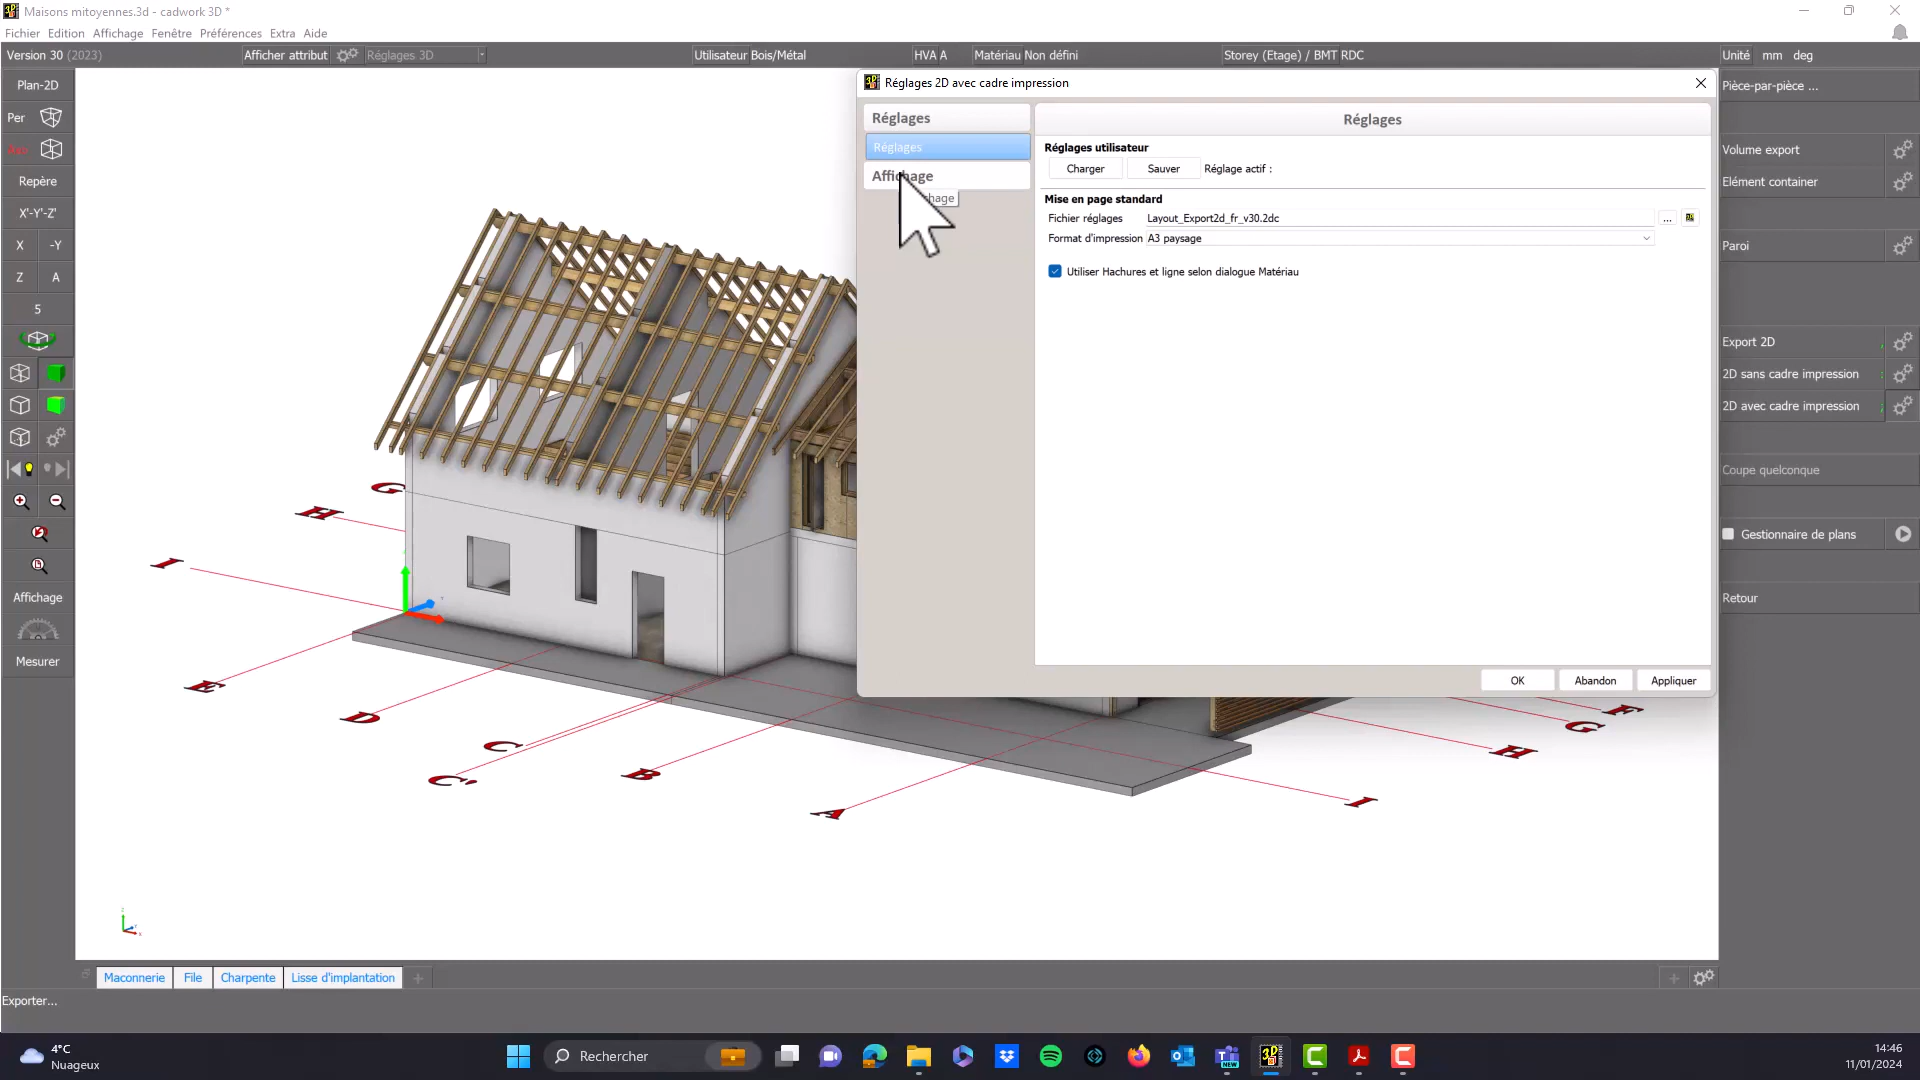 Maisons mitoyennes.3d - cadwork 3D *
Fichier Edition Affichage Fenêtre Préférences Extra Aide
Version 30 (2023) Afficher attribut Réglages 3D Utilisateur Bois/Métal HVA A Matériau Non défini Storey (Etage) / BMT RDC Unité mm deg
Plan-2D
Per
Repère
X'-Y'-Z'
X -Y
Z A
5
Affichage
Mesurer
Réglages 2D avec cadre impression
Réglages
Réglages
Affichage
hage
Réglages
Réglages utilisateur
Charger Sauver Réglage actif :
Mise en page standard
Fichier réglages Layout_Export2d_fr_v30.2dc ...
Format d'impression A3 paysage
Utiliser Hachures et ligne selon dialogue Matériau
OK Abandon Appliquer
Pièce-par-pièce ...
Volume export
Elément container
Paroi
Export 2D
2D sans cadre impression
2D avec cadre impression
Coupe quelconque
Gestionnaire de plans
Retour
G
H
I
E
D
C
C'
B
A
I
H
G
E
Maconnerie File Charpente Lisse d'implantation +
+
Exporter...
4°C
Nuageux
Rechercher
NEW
14:46
11/01/2024